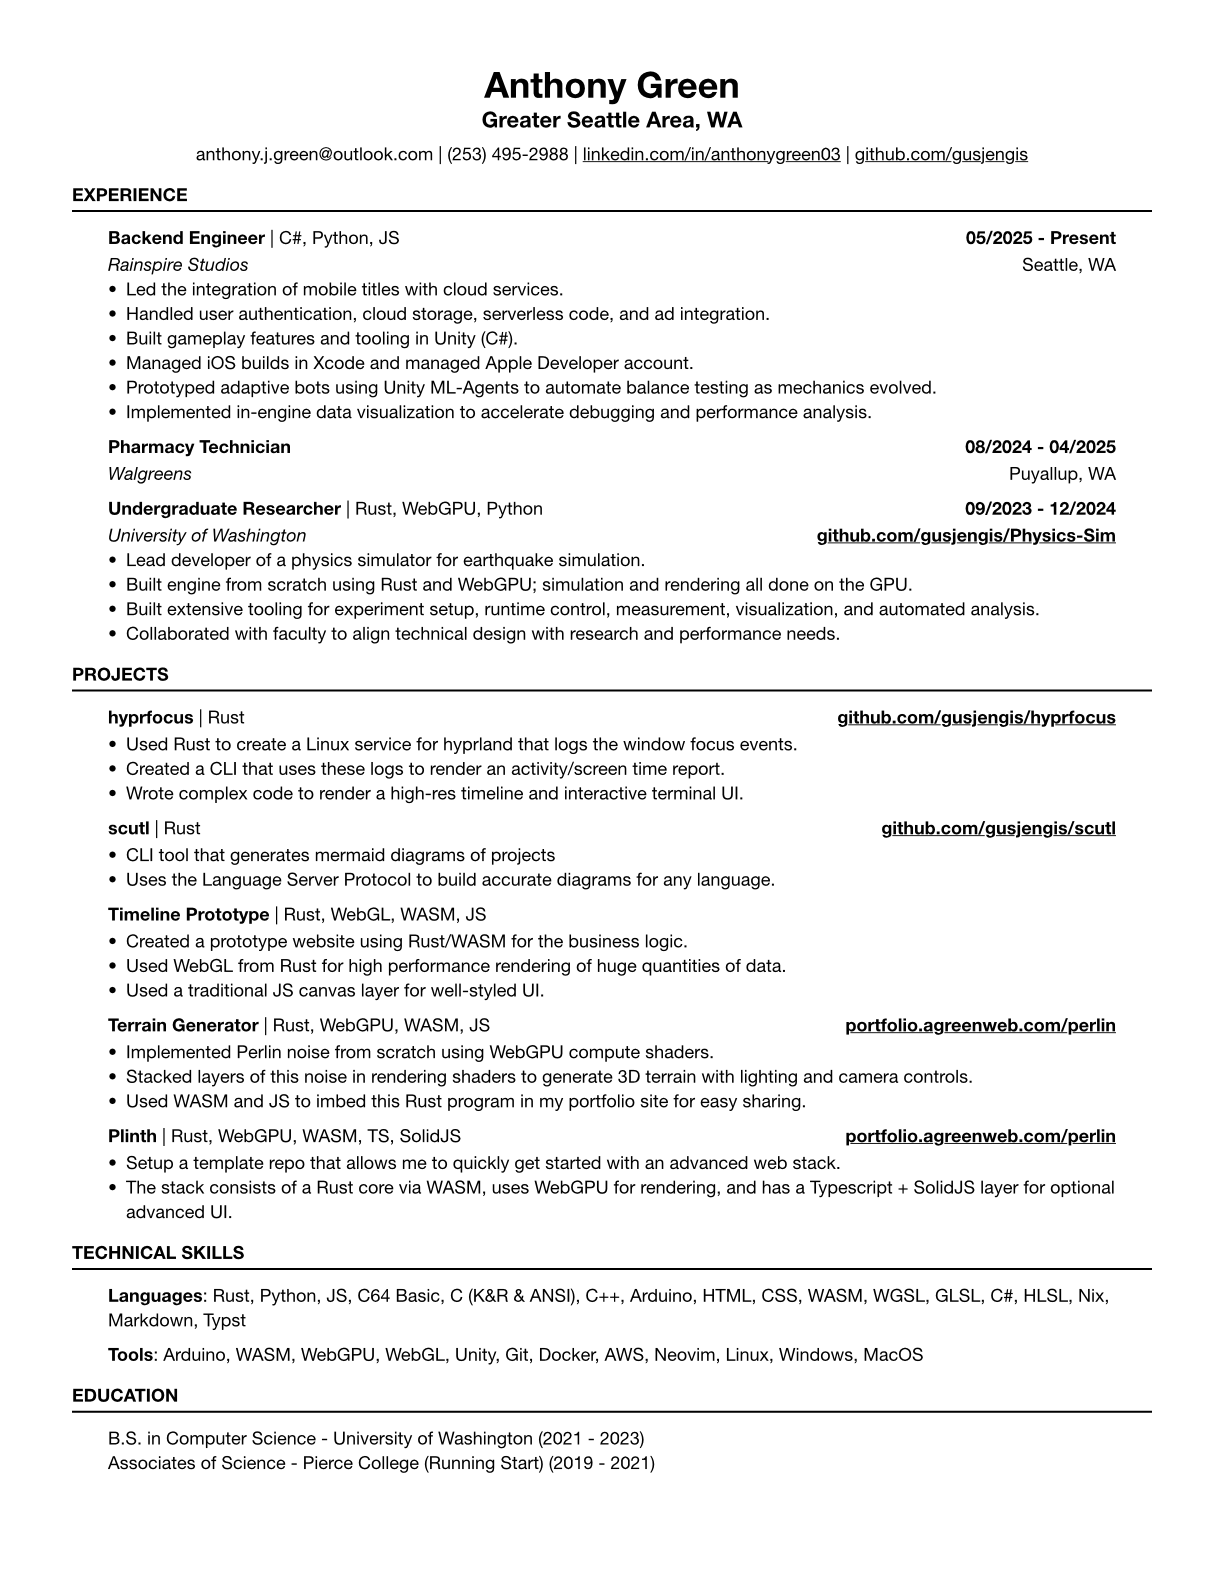 Anthony Green
Greater Seattle Area, WA
anthony.j.green@outlook.com | (253) 495-2988 | linkedin.com/in/anthonygreen03 | github.com/gusjengis
EXPERIENCE
Backend Engineer | C#, Python, JS 05/2025 - Present
Rainspire Studios Seattle, WA
• Led the integration of mobile titles with cloud services.
• Handled user authentication, cloud storage, serverless code, and ad integration.
• Built gameplay features and tooling in Unity (C#).
• Managed iOS builds in Xcode and managed Apple Developer account.
• Prototyped adaptive bots using Unity ML-Agents to automate balance testing as mechanics evolved.
• Implemented in-engine data visualization to accelerate debugging and performance analysis.
Pharmacy Technician 08/2024 - 04/2025
Walgreens Puyallup, WA
Undergraduate Researcher | Rust, WebGPU, Python 09/2023 - 12/2024
University of Washington github.com/gusjengis/Physics-Sim
• Lead developer of a physics simulator for earthquake simulation.
• Built engine from scratch using Rust and WebGPU; simulation and rendering all done on the GPU.
• Built extensive tooling for experiment setup, runtime control, measurement, visualization, and automated analysis.
• Collaborated with faculty to align technical design with research and performance needs.
PROJECTS
hyprfocus | Rust github.com/gusjengis/hyprfocus
• Used Rust to create a Linux service for hyprland that logs the window focus events.
• Created a CLI that uses these logs to render an activity/screen time report.
• Wrote complex code to render a high-res timeline and interactive terminal UI.
scutl | Rust github.com/gusjengis/scutl
• CLI tool that generates mermaid diagrams of projects
• Uses the Language Server Protocol to build accurate diagrams for any language.
Timeline Prototype | Rust, WebGL, WASM, JS
• Created a prototype website using Rust/WASM for the business logic.
• Used WebGL from Rust for high performance rendering of huge quantities of data.
• Used a traditional JS canvas layer for well-styled UI.
Terrain Generator | Rust, WebGPU, WASM, JS portfolio.agreenweb.com/perlin
• Implemented Perlin noise from scratch using WebGPU compute shaders.
• Stacked layers of this noise in rendering shaders to generate 3D terrain with lighting and camera controls.
• Used WASM and JS to imbed this Rust program in my portfolio site for easy sharing.
Plinth | Rust, WebGPU, WASM, TS, SolidJS portfolio.agreenweb.com/perlin
• Setup a template repo that allows me to quickly get started with an advanced web stack.
• The stack consists of a Rust core via WASM, uses WebGPU for rendering, and has a Typescript + SolidJS layer for optional
advanced UI.
TECHNICAL SKILLS
Languages: Rust, Python, JS, C64 Basic, C (K&R & ANSI), C++, Arduino, HTML, CSS, WASM, WGSL, GLSL, C#, HLSL, Nix,
Markdown, Typst
Tools: Arduino, WASM, WebGPU, WebGL, Unity, Git, Docker, AWS, Neovim, Linux, Windows, MacOS
EDUCATION
B.S. in Computer Science - University of Washington (2021 - 2023)
Associates of Science - Pierce College (Running Start) (2019 - 2021)